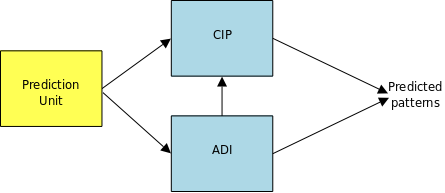 CIP
Prediction
Unit
Predicted
patterns
ADI